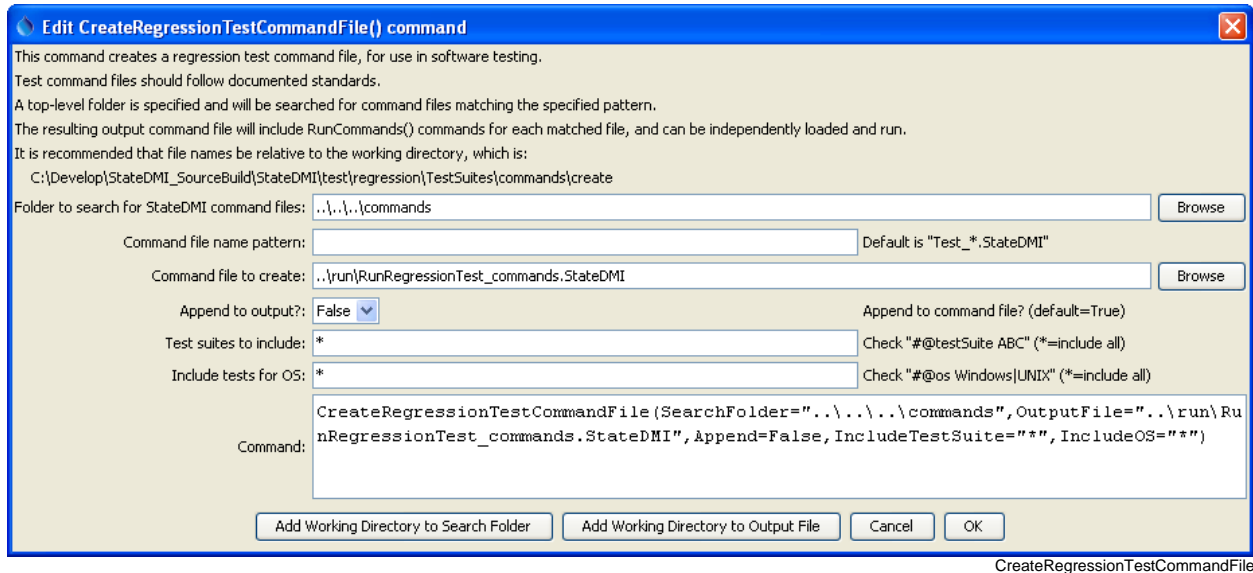 Edit CreateRegressionTestCommandFile() command
This command creates a regression test command file, for use in software testing.
Test command files should follow documented standards.
A top-level folder is specified and will be searched for command files matching the specified pattern.
The resulting output command file will include RunCommands() commands for each matched file, and can be independently loaded and run.
It is recommended that file names be relative to the working directory, which is:
C:\Develop\StateDMI_SourceBuild\StateDMI\test\regression\TestSuites\commands\create
Folder to search for StateDMI command files: ..\..\..\commands Browse
Command file name pattern: Default is "Test_*.StateDMI"
Command file to create: ..\run\RunRegressionTest_commands.StateDMI Browse
Append to output?: False Append to command file? (default=True)
Test suites to include: * Check "#@testSuite ABC" (*=include all)
Include tests for OS: * Check "#@os Windows|UNIX" (*=include all)
CreateRegressionTestCommandFile(SearchFolder="..\..\..\commands",OutputFile="..\run\Ru
Command: nRegressionTest_commands.StateDMI",Append=False,IncludeTestSuite="*",IncludeOS="*")
Add Working Directory to Search Folder Add Working Directory to Output File Cancel OK
CreateRegressionTestCommandFile